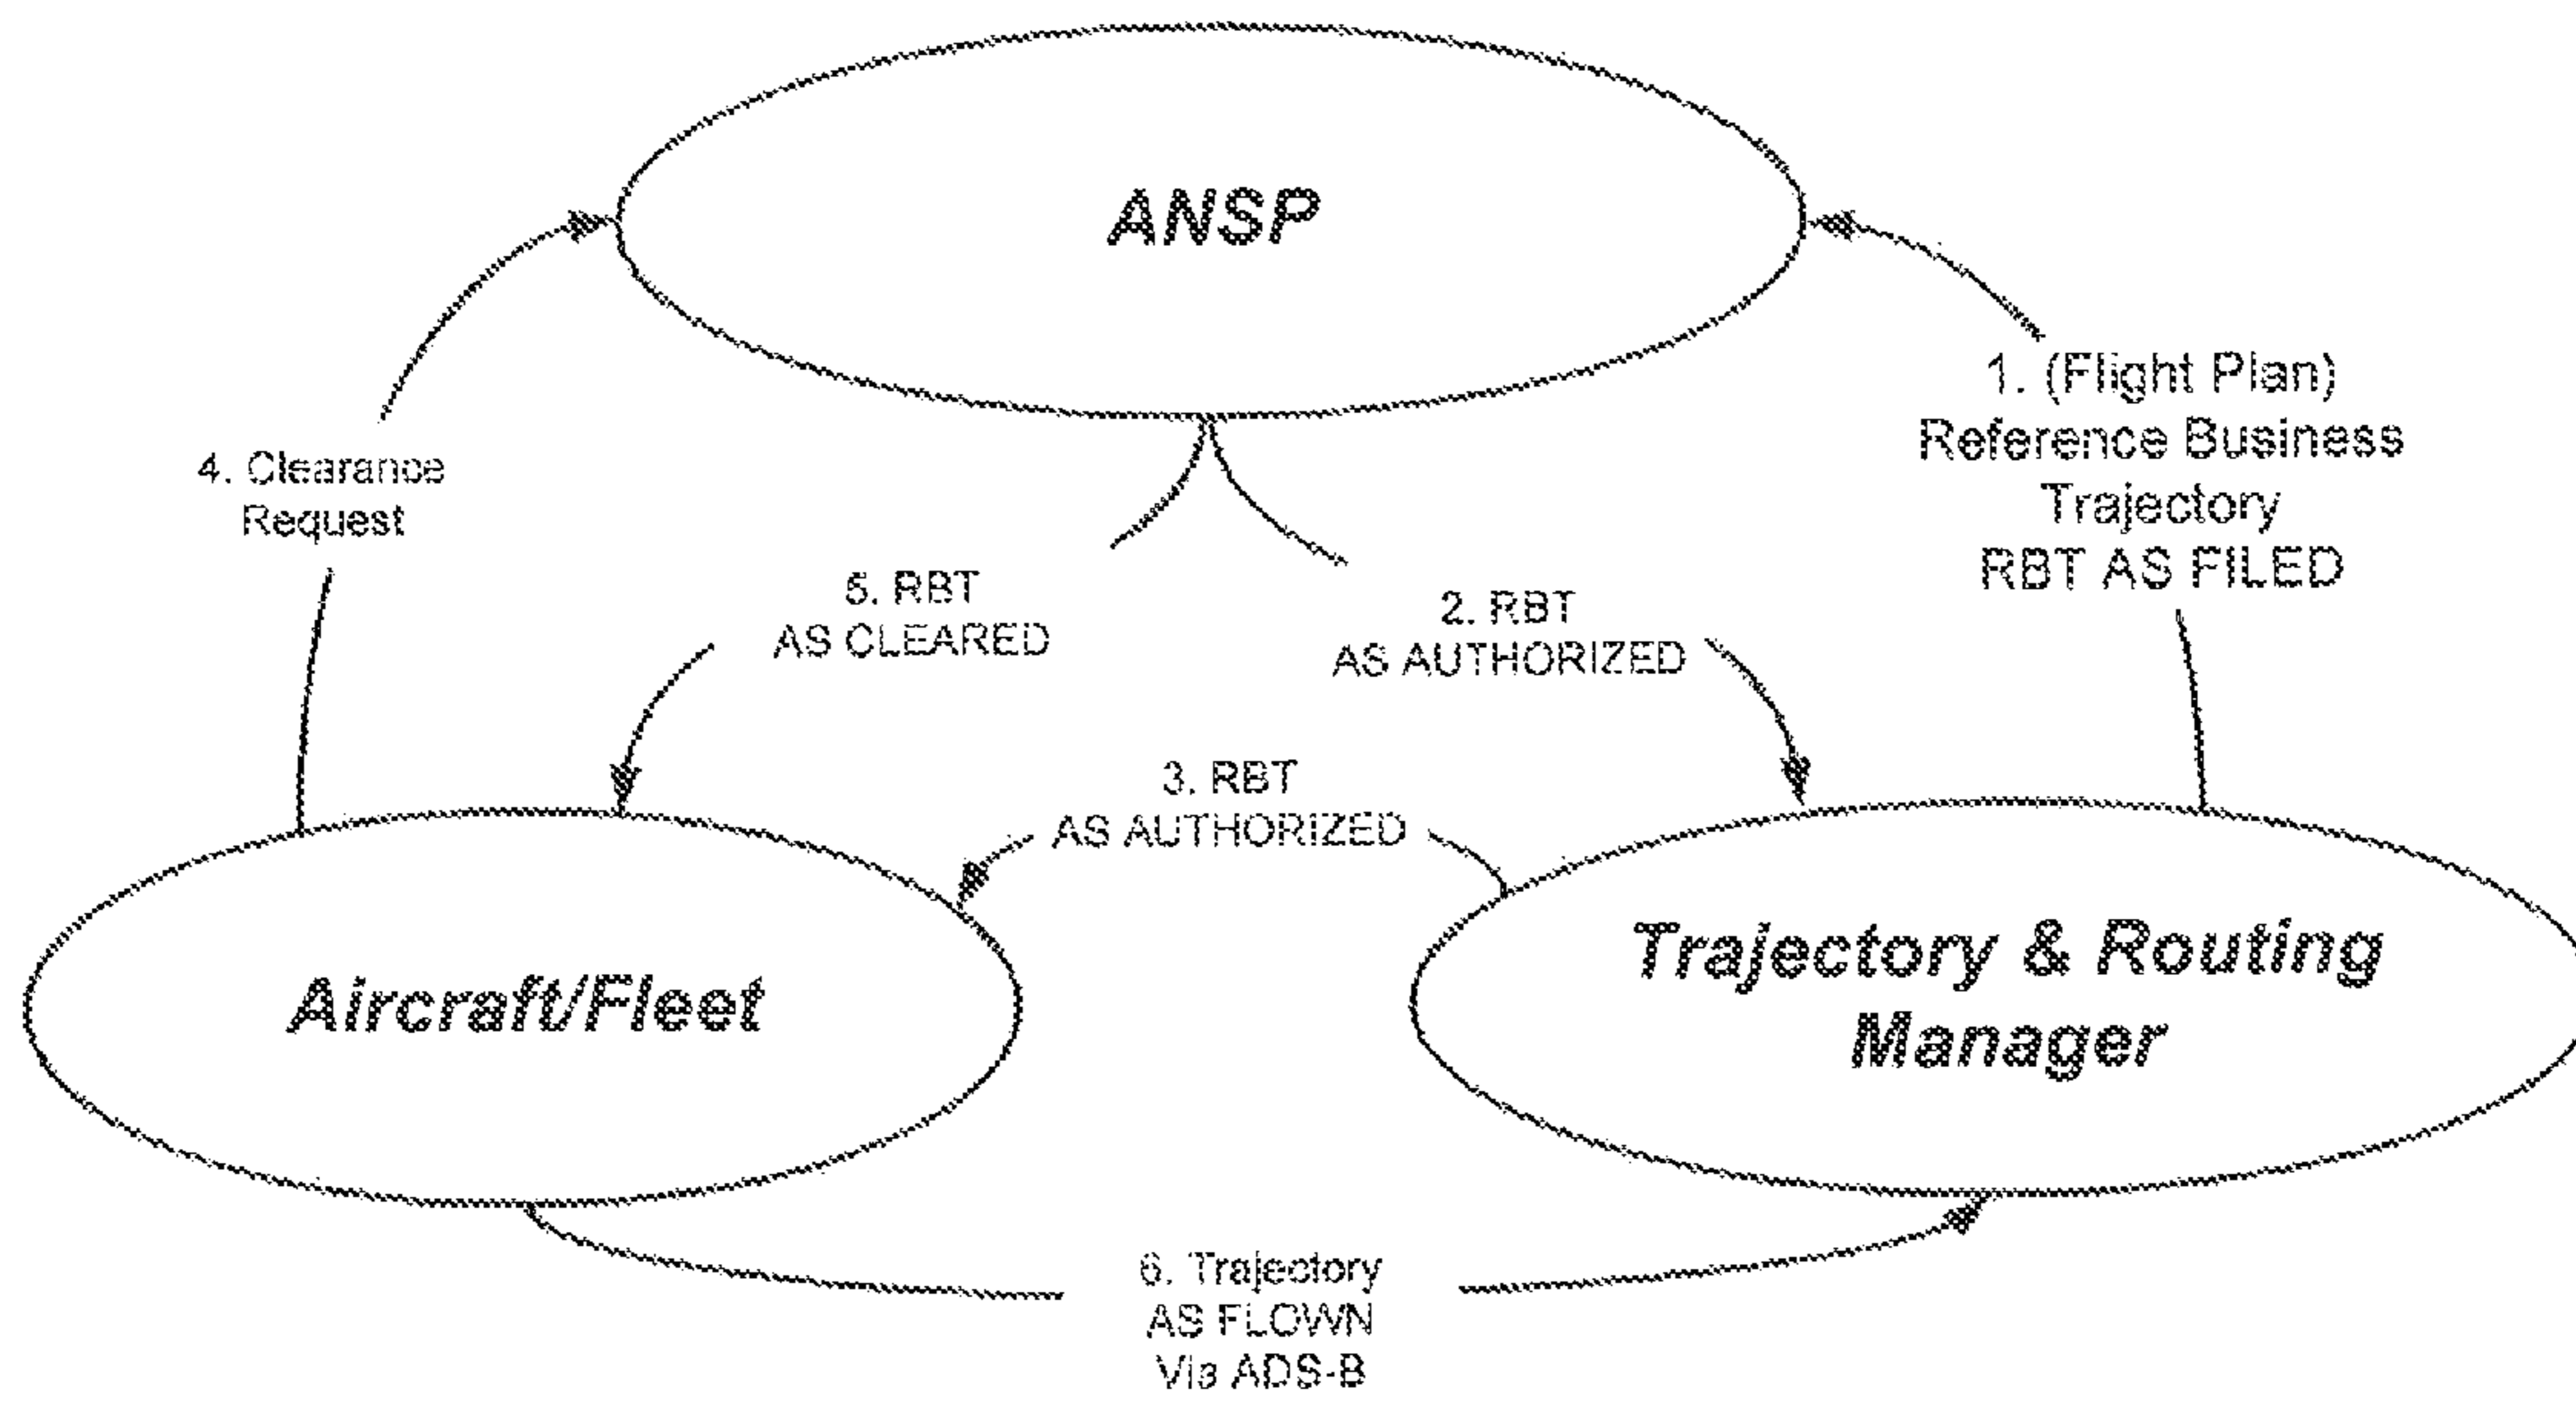 ANSP
1. (Flight Plan)
Reference Business
Trajectory
RBT AS FILED
4. Clearance
Request
5. RBT
AS CLEARED
2. RBT
AS AUTHORIZED
3. RBT
AS AUTHORIZED
Aircraft/Fleet
Trajectory & Routing
Manager
6. Trajectory
AS FLOWN
Via ADS-B